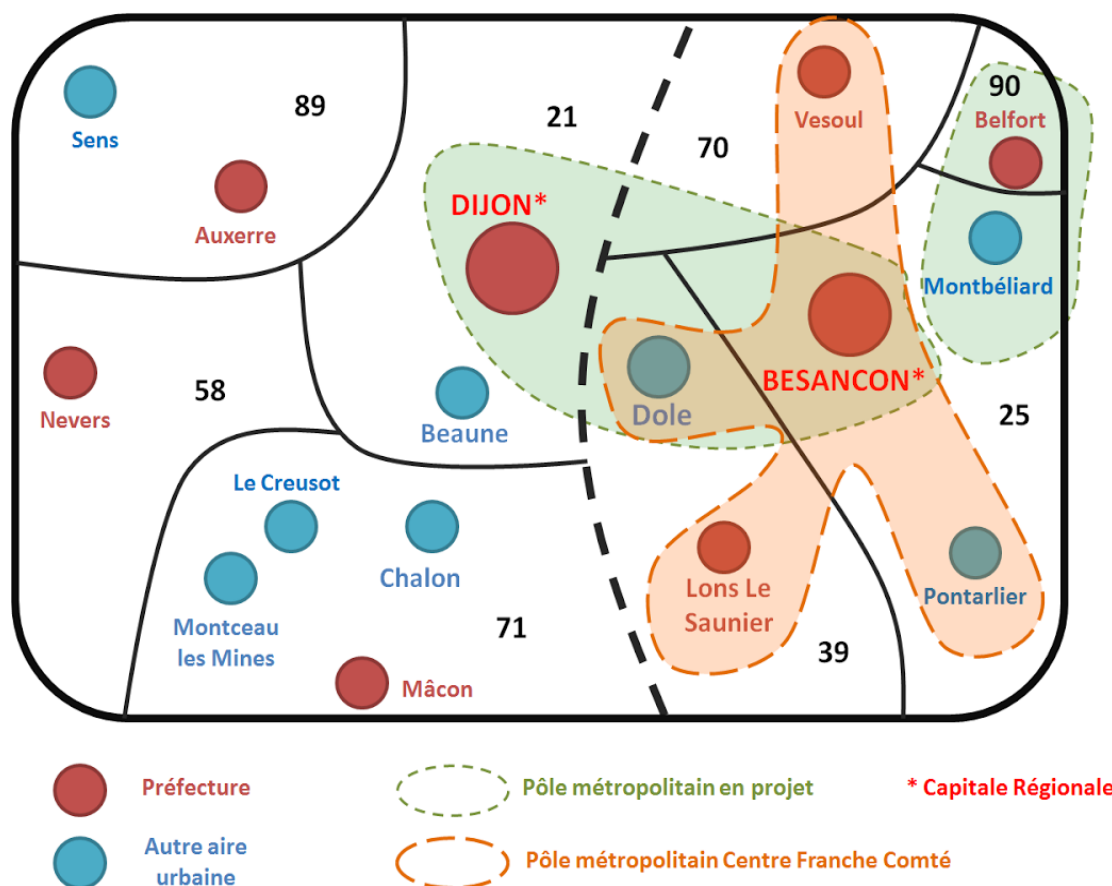 90
Vesoul
89
21
Belfort
Sens
70
DIJON*
Auxerre
Montbéliard
BESANCON*
58
Dole
25
Nevers
Beaune
Le Creusot
Chalon
Lons Le
Saunier
Pontarlier
Montceau
les Mines
71
39
Mâcon
Préfecture
Pôle métropolitain en projet
* Capitale Régionale
Autre aire
urbaine
Pôle métropolitain Centre Franche Comté